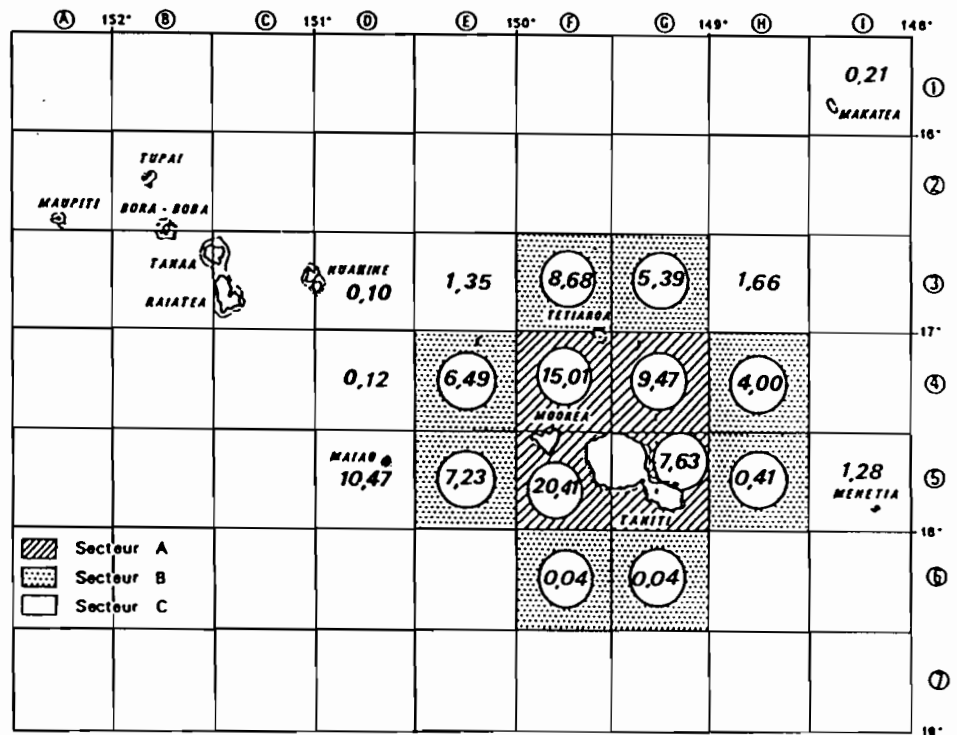 Ⓐ 152° Ⓑ Ⓒ 151° Ⓓ Ⓔ 150° Ⓕ Ⓖ 149° Ⓗ Ⓘ 148°
0,21 ①
MAKATEA
16°
TUPAI ②
MAUPITI BORA - BORA
TAHAA HUAHINE 0,10 1,35 8,68 5,39 1,66 ③
RAIATEA
TETIAROA
17°
0,12 6,49 15,01 9,47 4,00 ④
MOOREA
MAIAO
10,47 7,23 20,41 7,63 0,41 1,28 ⑤
MEHETIA
TAHITI
18°
Secteur A
Secteur B
Secteur C
0,04 0,04 ⑥
⑦
19°